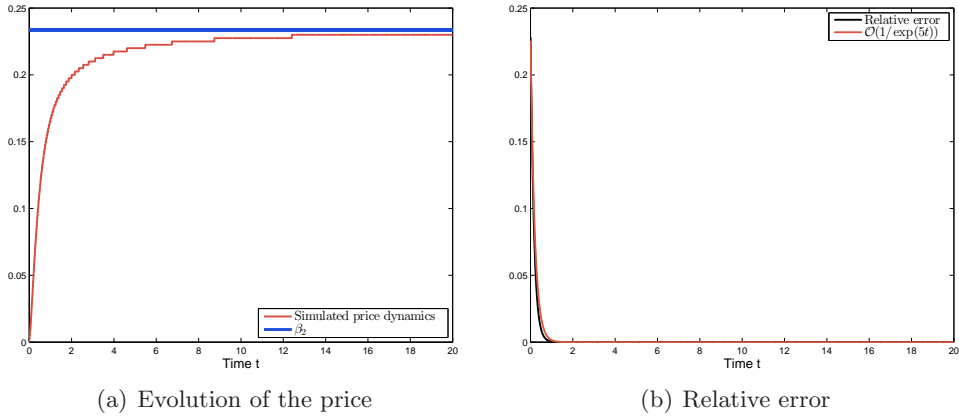 0.25
0.2
0.15
0.1
0.05
0
0 2 4 6 8 10 12 14 16 18 20
Time t
Simulated price dynamics
β₂
(a) Evolution of the price
0.25
0.2
0.15
0.1
0.05
0
0 2 4 6 8 10 12 14 16 18 20
Time t
Relative error
𝒪(1/exp(5t))
(b) Relative error